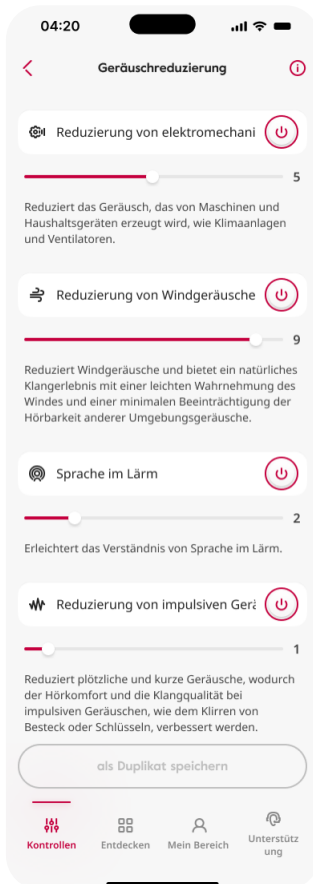 04:20
Geräuschreduzierung
Reduzierung von elektromechani
5
Reduziert das Geräusch, das von Maschinen und
Haushaltsgeräten erzeugt wird, wie Klimaanlagen
und Ventilatoren.
Reduzierung von Windgeräusche
9
Reduziert Windgeräusche und bietet ein natürliches
Klangerlebnis mit einer leichten Wahrnehmung des
Windes und einer minimalen Beeinträchtigung der
Hörbarkeit anderer Umgebungsgeräusche.
Sprache im Lärm
2
Erleichtert das Verständnis von Sprache im Lärm.
Reduzierung von impulsiven Gerä
1
Reduziert plötzliche und kurze Geräusche, wodurch
der Hörkomfort und die Klangqualität bei
impulsiven Geräuschen, wie dem Klirren von
Besteck oder Schlüsseln, verbessert werden.
als Duplikat speichern
Kontrollen
Entdecken
Mein Bereich
Unterstütz
ung